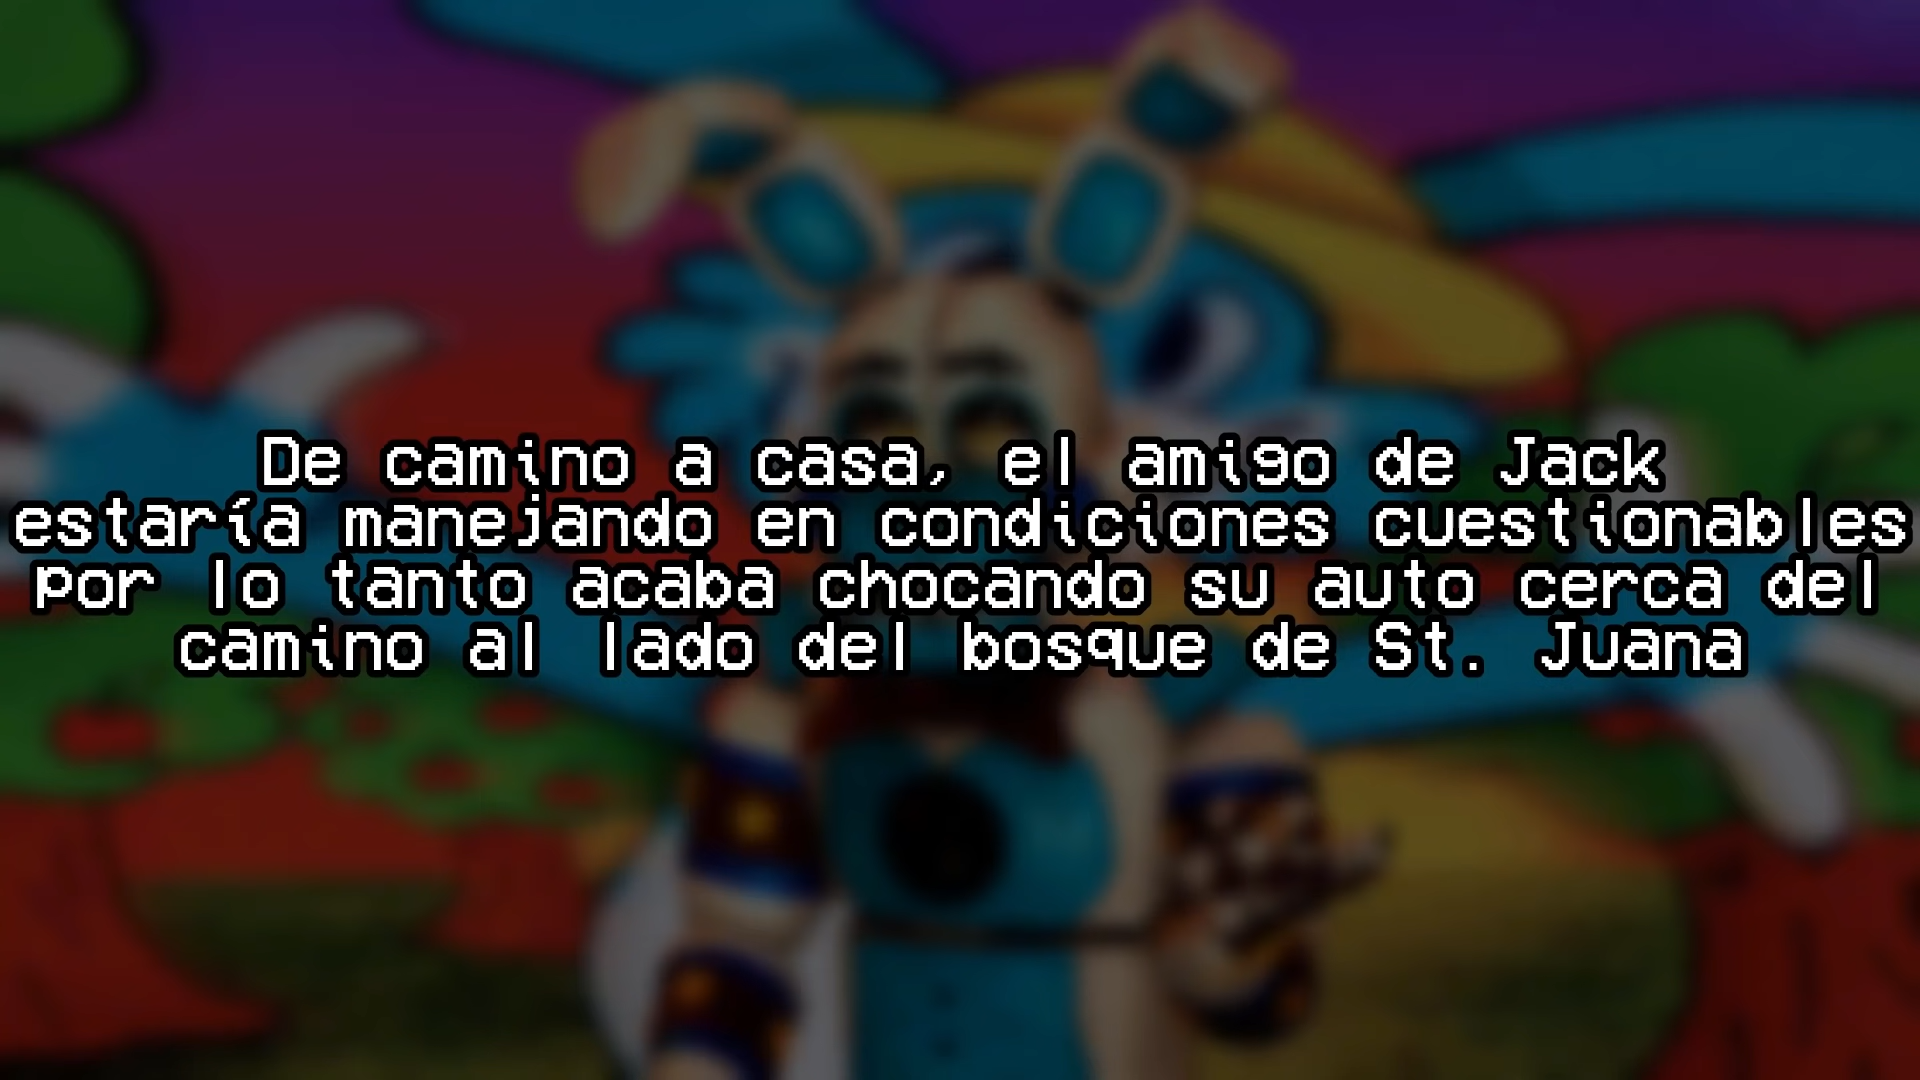 De camino a casa, el amigo de Jack
estaría manejando en condiciones cuestionables
por lo tanto acaba chocando su auto cerca del
camino al lado del bosque de St. Juana